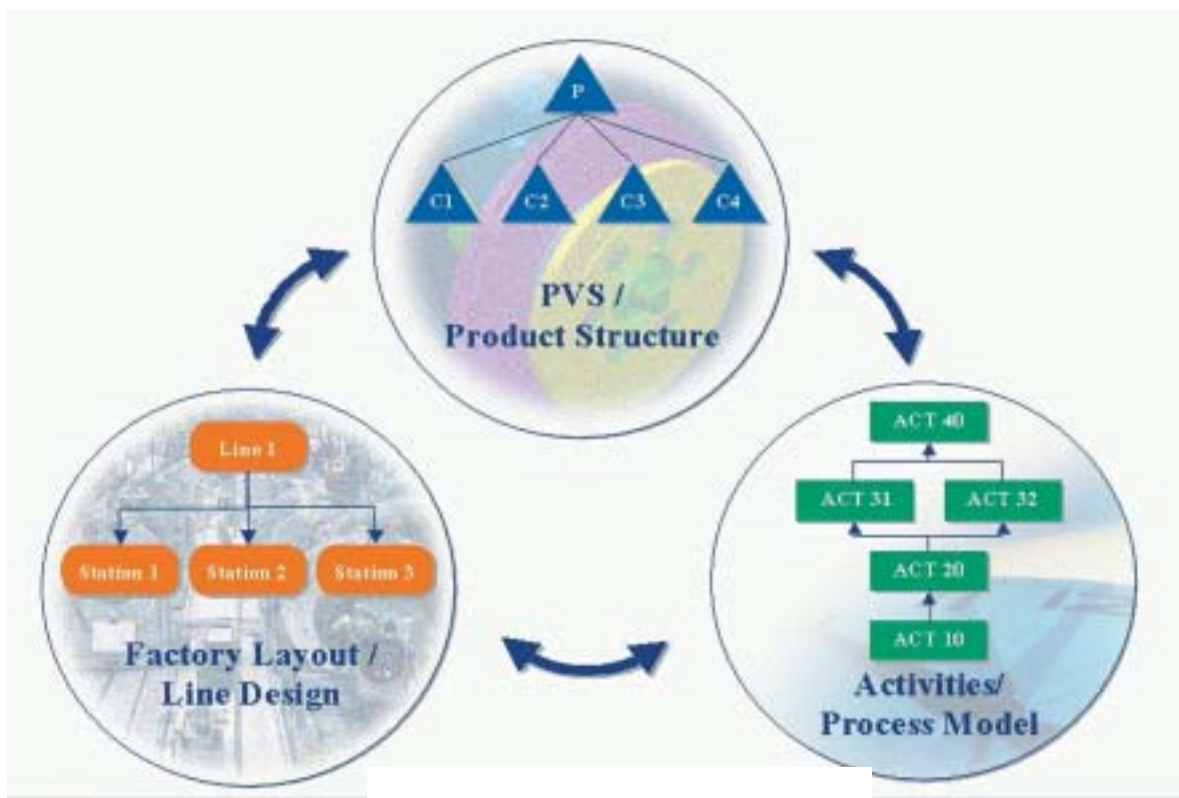 P
C1 C2 C3 C4
PVS /
Product Structure
Line 1
Station 1 Station 2 Station 3
Factory Layout /
Line Design
ACT 40
ACT 31 ACT 32
ACT 20
ACT 10
Activities/
Process Model